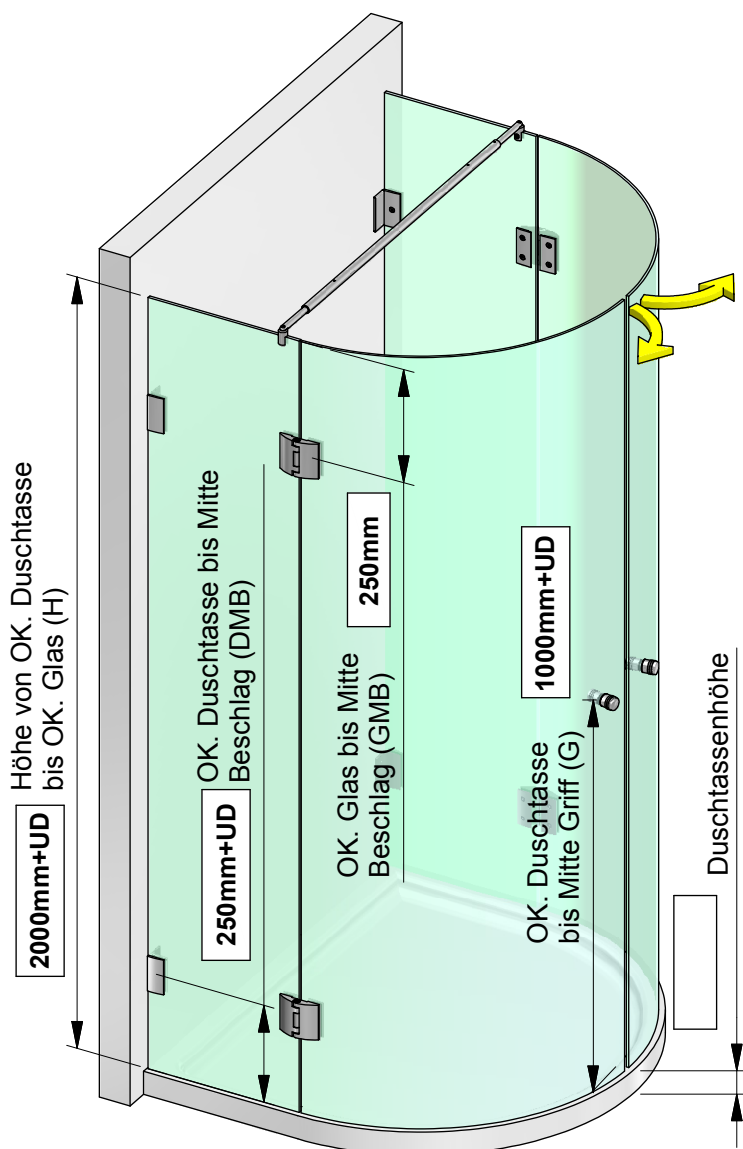 Höhe von OK. Duschtasse
bis OK. Glas (H)
2000mm+UD
OK. Duschtasse bis Mitte
Beschlag (DMB)
250mm+UD
OK. Glas bis Mitte
Beschlag (GMB)
250mm
OK. Duschtasse
bis Mitte Griff (G)
1000mm+UD
Duschtassenhöhe